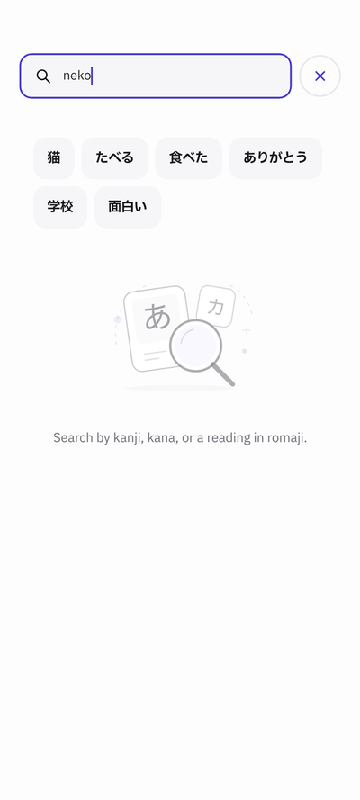 neko
猫 たべる 食べた ありがとう
学校 面白い
あ カ
Search by kanji, kana, or a reading in romaji.